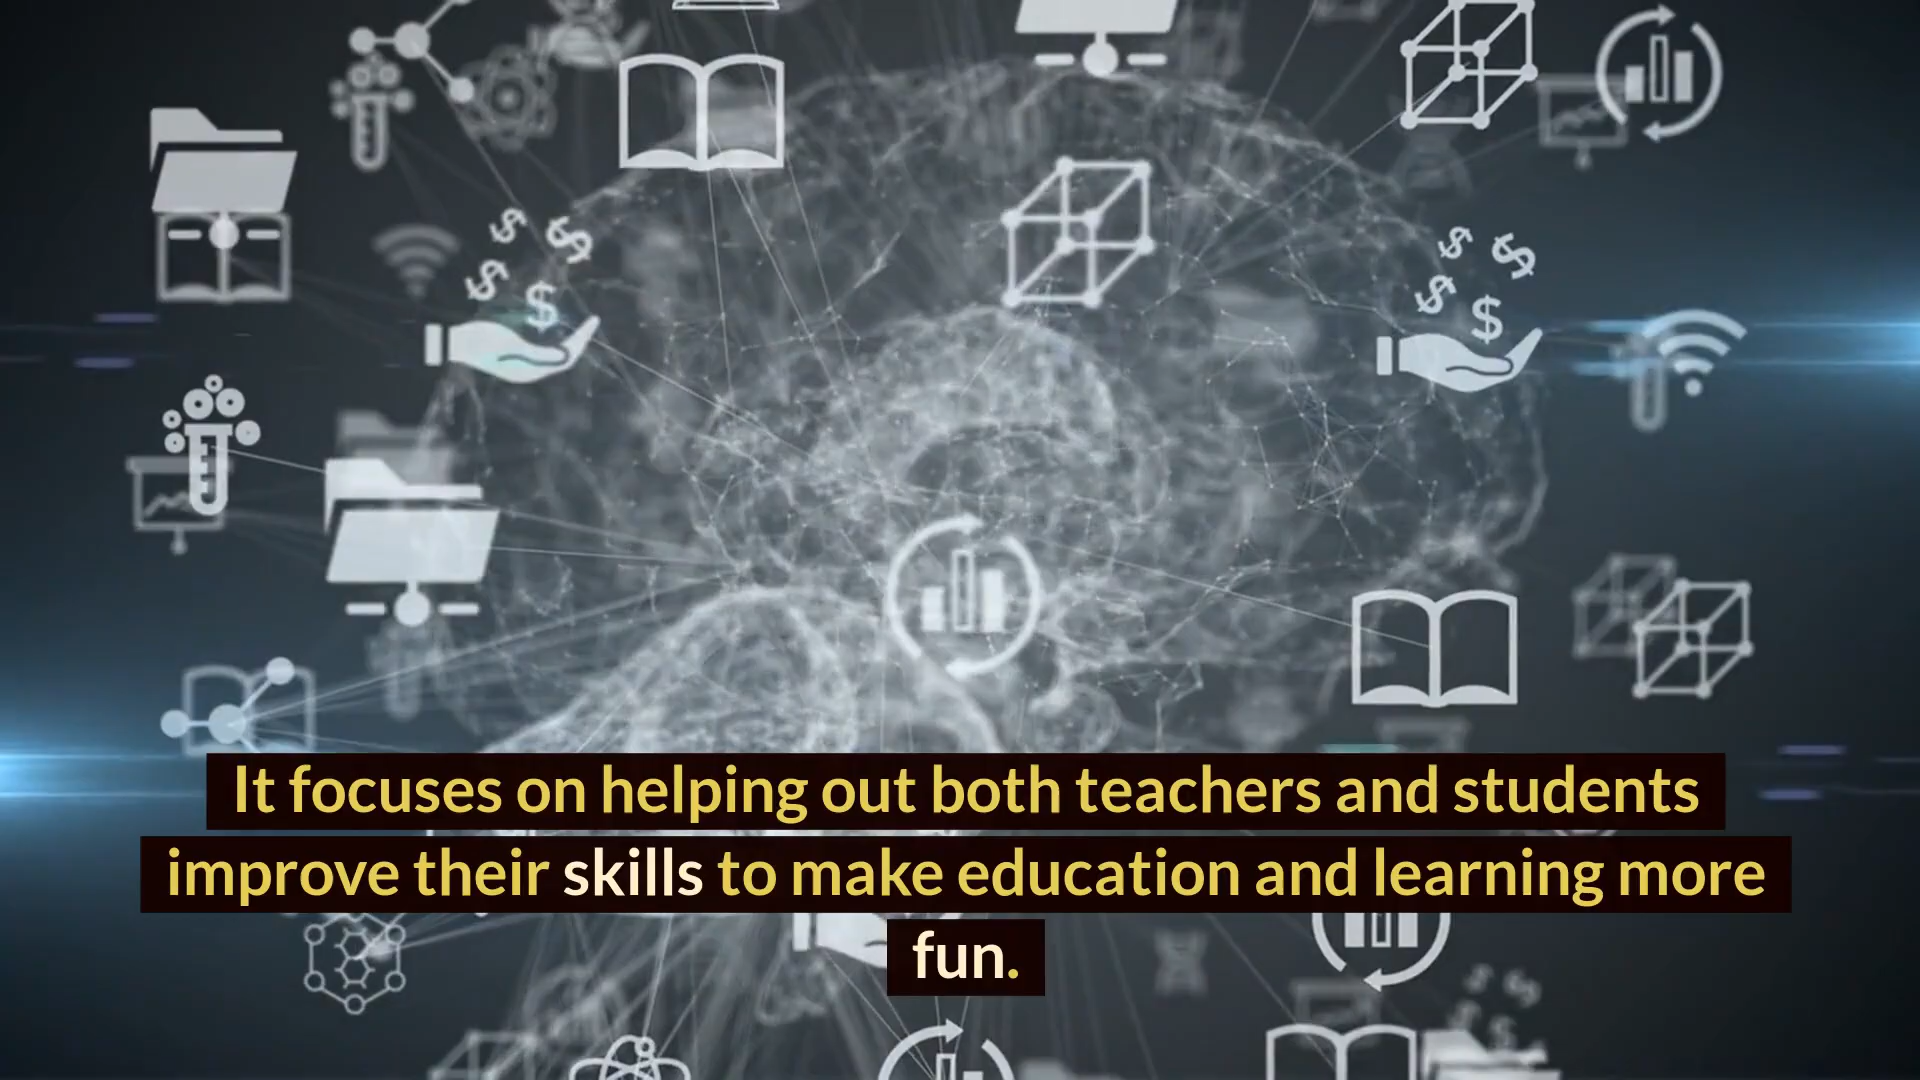 It focuses on helping out both teachers and students
improve their skills to make education and learning more
fun.